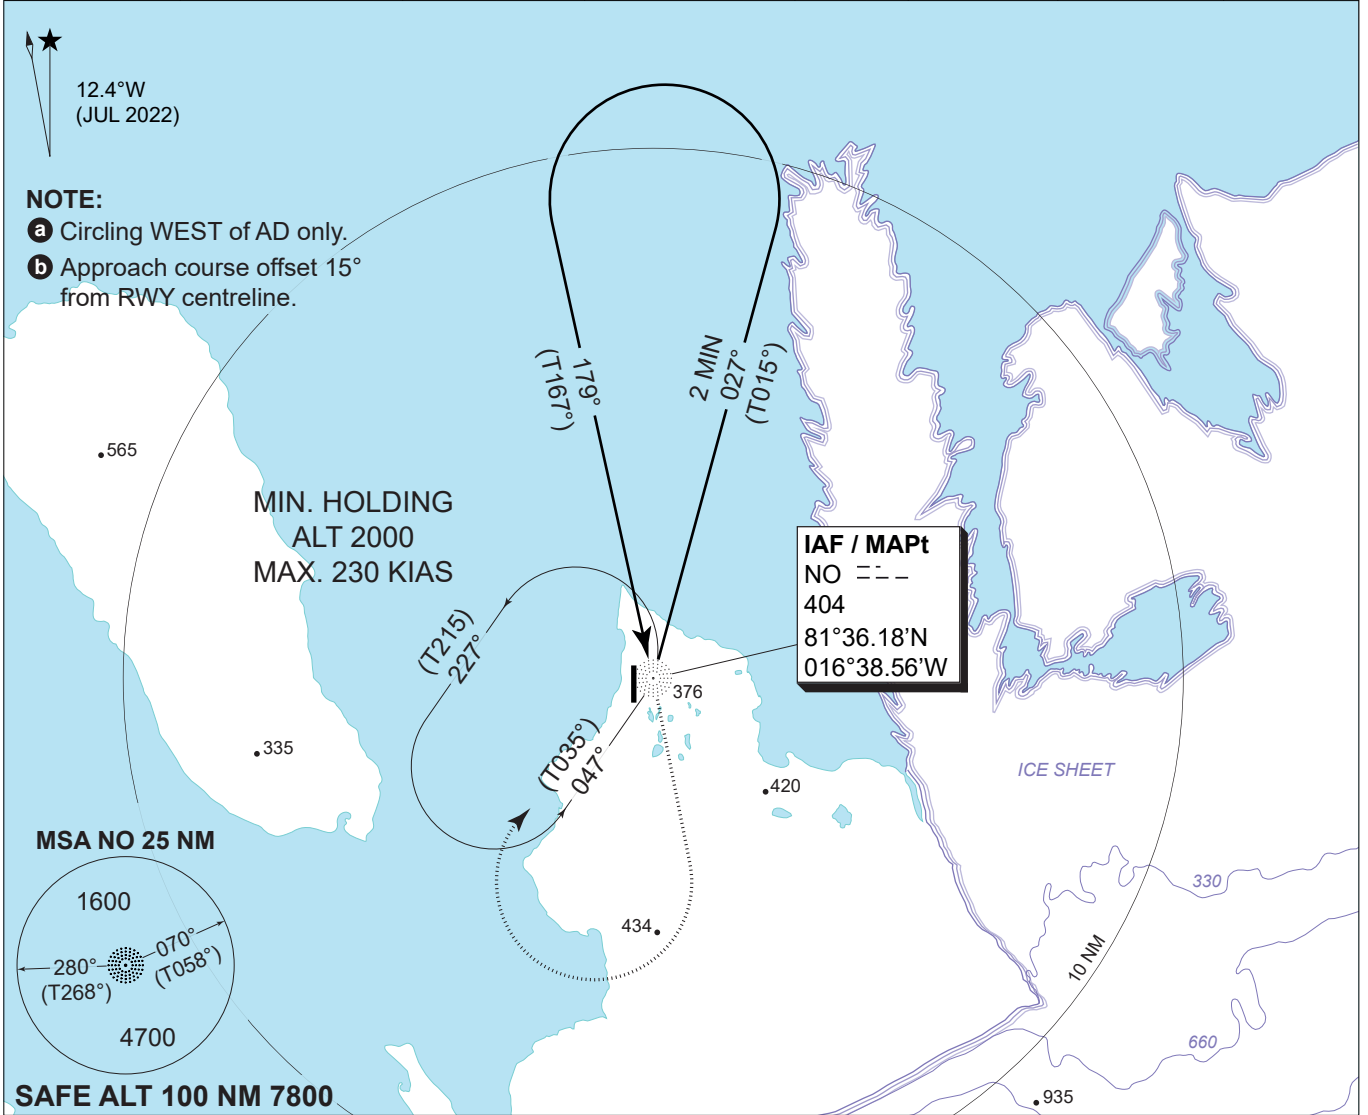 12.4°W
(JUL 2022)
NOTE:
a Circling WEST of AD only.
b Approach course offset 15°
from RWY centreline.
179°
(T167°)
2 MIN
027°
(T015°)
565
MIN. HOLDING
ALT 2000
MAX. 230 KIAS
IAF / MAPt
NO
404
81°36.18'N
016°38.56'W
(T215)
227°
376
(T035°)
047°
335
420
ICE SHEET
MSA NO 25 NM
1600
070°
(T058°)
280°
(T268°)
4700
434
330
10 NM
660
935
SAFE ALT 100 NM 7800